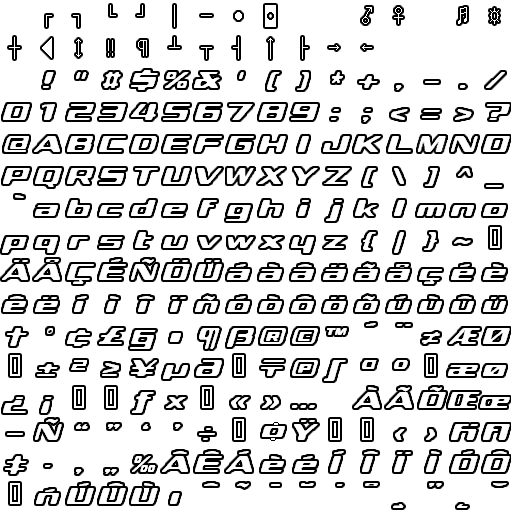 ┌ ┐ └ ┘ │ ─ ○ ◘ ♂ ♀ ♫ ☼
┼ ◄ ↕ ‼ ¶ ┴ ┬ ┤ ↑ ├ → ←
! " # $ % & ' ( ) * + , - . /
0 1 2 3 4 5 6 7 8 9 : ; < = > ?
@ A B C D E F G H I J K L M N O
P Q R S T U V W X Y Z [ \ ] ^ _
` a b c d e f g h i j k l m n o
p q r s t u v w x y z { | } ~ ▯
Ä Å Ç É Ñ Ö Ü á à â ä ã å ç é è
ê ë í ì î ï ñ ó ò ô ö õ ú ù û ü
† ° ¢ £ § • ¶ ß ® © ™ ´ ¨ ≠ Æ Ø
▯ ± ≤ ≥ ¥ µ ∂ ▯ ∏ π ∫ ª º ▯ æ ø
¿ ¡ ▯ ▯ ƒ × ▯ « » … À Ã Õ Œ œ
– Ñ “ ” ‘ ’ ÷ ▯ ¤ Ÿ ▯ ▯ ‹ › fi fl
‡ · ‚ „ ‰ Â Ê Á Ë È Í Î Ï Ì Ó Ô
▯ Ò Ú Û Ù ı ˆ ˜ ¯ ˘ ˙ ˚ ¸ ˝ ˛ ˇ